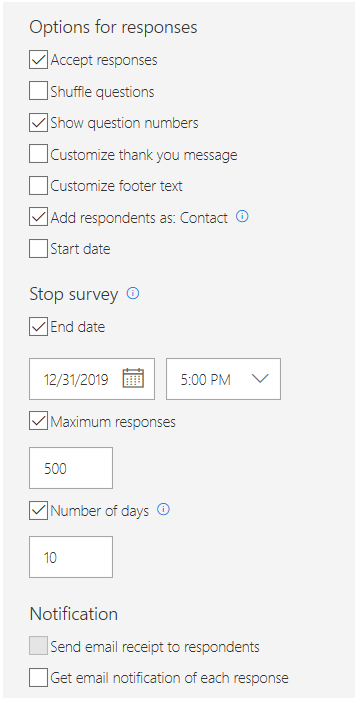 Options for responses
Accept responses
Shuffle questions
Show question numbers
Customize thank you message
Customize footer text
Add respondents as: Contact
Start date
Stop survey
End date
12/31/2019 5:00 PM
Maximum responses
500
Number of days
10
Notification
Send email receipt to respondents
Get email notification of each response